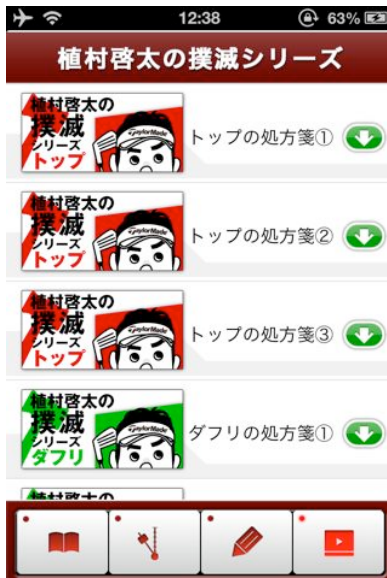 12:38
63%
植村啓太の撲滅シリーズ
植村啓太の
撲滅
シリーズ
トップ
TaylorMade
トップの処方箋①
植村啓太の
撲滅
シリーズ
トップ
TaylorMade
トップの処方箋②
植村啓太の
撲滅
シリーズ
トップ
TaylorMade
トップの処方箋③
植村啓太の
撲滅
シリーズ
ダフリ
TaylorMade
ダフリの処方箋①
植村啓太の